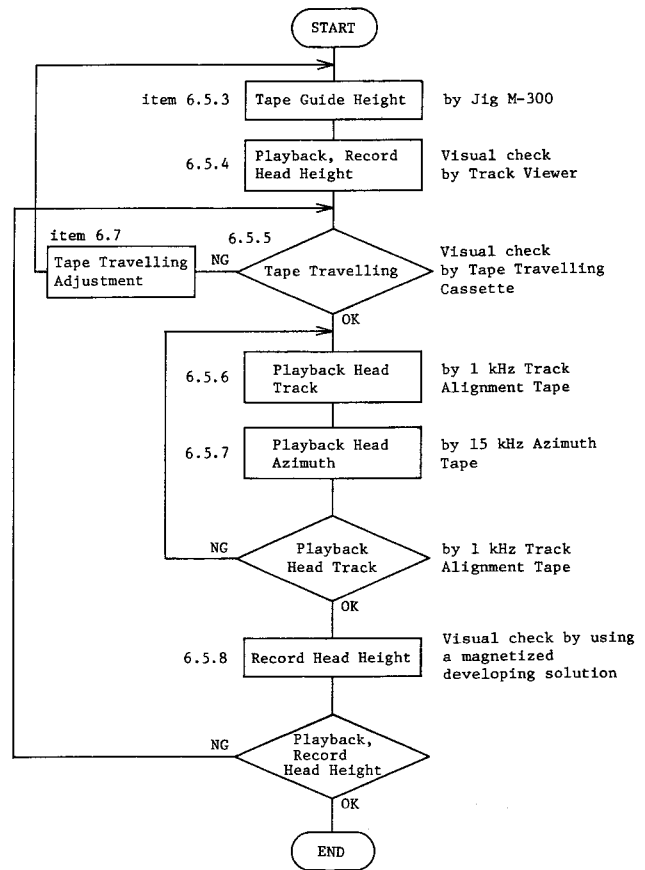 START
item 6.5.3
Tape Guide Height
by Jig M-300
6.5.4
Playback, Record
Head Height
Visual check
by Track Viewer
item 6.7
Tape Travelling
Adjustment
NG
6.5.5
Tape Travelling
Visual check
by Tape Travelling
Cassette
OK
6.5.6
Playback Head
Track
by 1 kHz Track
Alignment Tape
6.5.7
Playback Head
Azimuth
by 15 kHz Azimuth
Tape
NG
Playback
Head Track
by 1 kHz Track
Alignment Tape
OK
6.5.8
Record Head Height
Visual check by using
a magnetized
developing solution
NG
Playback,
Record
Head Height
OK
END